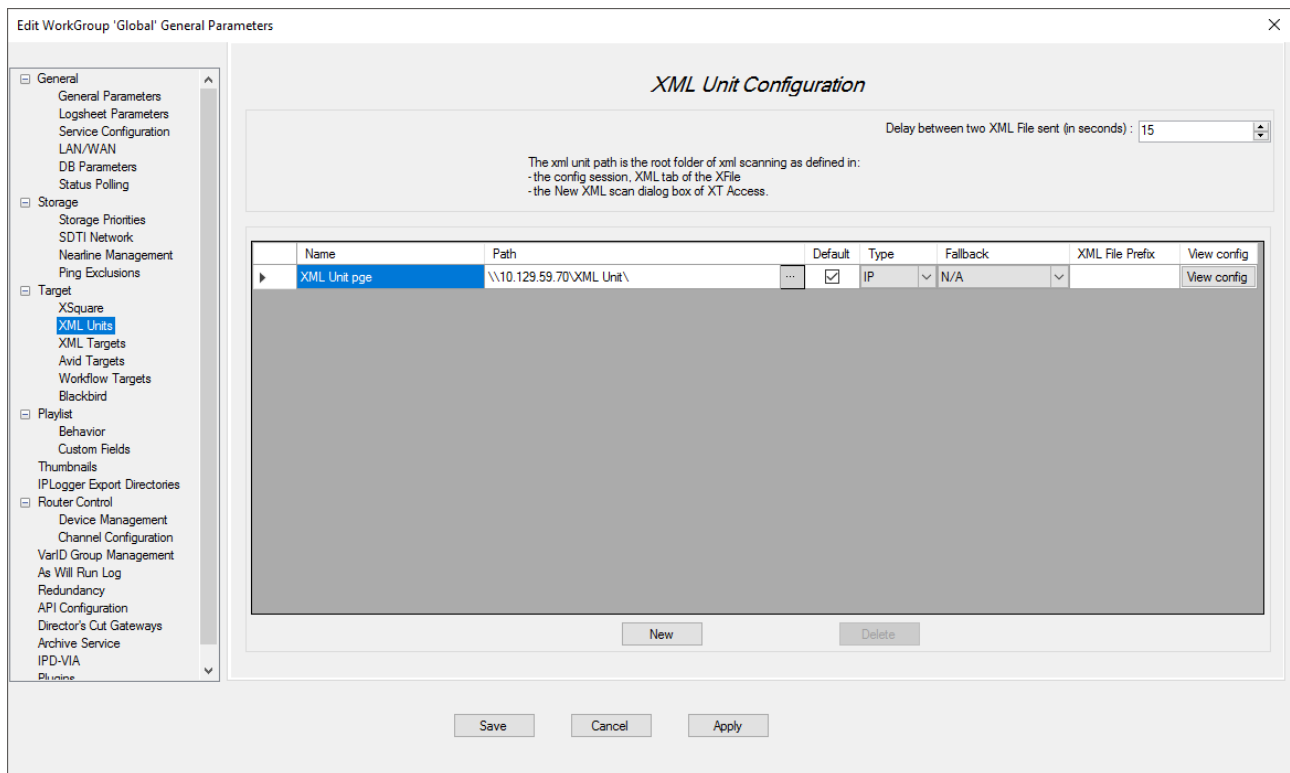 Edit WorkGroup 'Global' General Parameters
General
General Parameters
Logsheet Parameters
Service Configuration
LAN/WAN
DB Parameters
Status Polling
Storage
Storage Priorities
SDTI Network
Nearline Management
Ping Exclusions
Target
XSquare
XML Units
XML Targets
Avid Targets
Workflow Targets
Blackbird
Playlist
Behavior
Custom Fields
Thumbnails
IPLogger Export Directories
Router Control
Device Management
Channel Configuration
VarID Group Management
As Will Run Log
Redundancy
API Configuration
Director's Cut Gateways
Archive Service
IPD-VIA
Plugins
XML Unit Configuration
Delay between two XML File sent (in seconds) : 15
The xml unit path is the root folder of xml scanning as defined in:
- the config session, XML tab of the XFile
- the New XML scan dialog box of XT Access.
Name Path Default Type Fallback XML File Prefix View config
XML Unit pge \\10.129.59.70\XML Unit\ ... IP N/A View config
New Delete
Save Cancel Apply